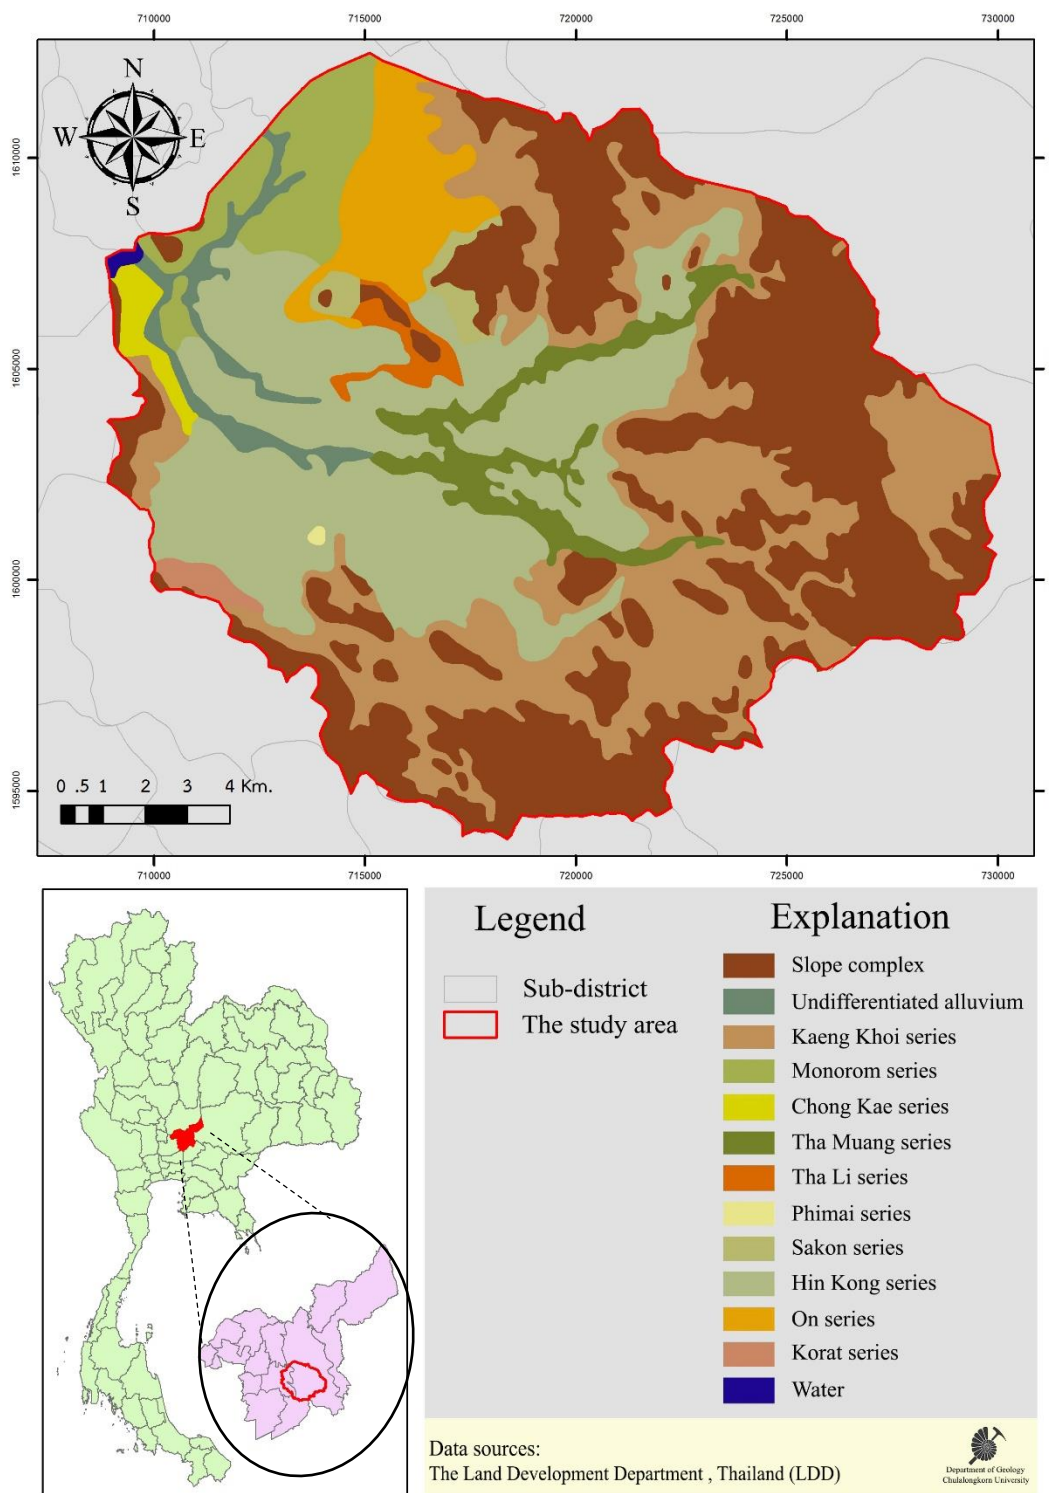 710000 715000 720000 725000 730000
N
W E
S
1610000
1605000
1600000
1595000
0 .5 1 2 3 4 Km.
710000 715000 720000 725000 730000
Legend
Sub-district
The study area
Explanation
Slope complex
Undifferentiated alluvium
Kaeng Khoi series
Monorom series
Chong Kae series
Tha Muang series
Tha Li series
Phimai series
Sakon series
Hin Kong series
On series
Korat series
Water
Data sources:
The Land Development Department , Thailand (LDD)
Department of Geology
Chulalongkorn University